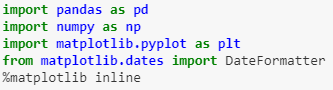 import pandas as pd
import numpy as np
import matplotlib.pyplot as plt
from matplotlib.dates import DateFormatter
%matplotlib inline